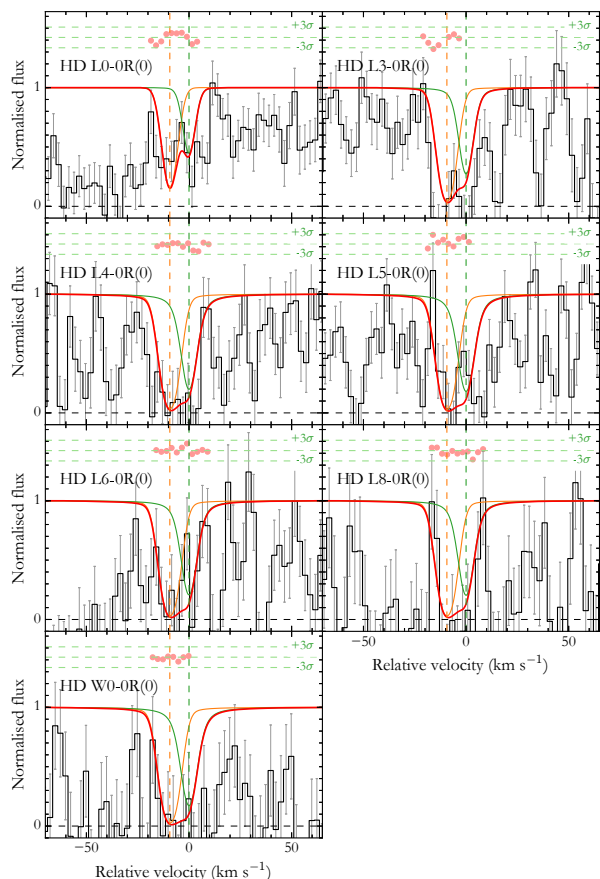 +3σ
-3σ
HD L0-0R(0)
Normalised flux
1
0
+3σ
-3σ
HD L3-0R(0)
+3σ
-3σ
HD L4-0R(0)
Normalised flux
1
0
+3σ
-3σ
HD L5-0R(0)
+3σ
-3σ
HD L6-0R(0)
Normalised flux
1
0
+3σ
-3σ
HD L8-0R(0)
−50 0 50
Relative velocity (km s⁻¹)
+3σ
-3σ
HD W0-0R(0)
Normalised flux
1
0
−50 0 50
Relative velocity (km s⁻¹)